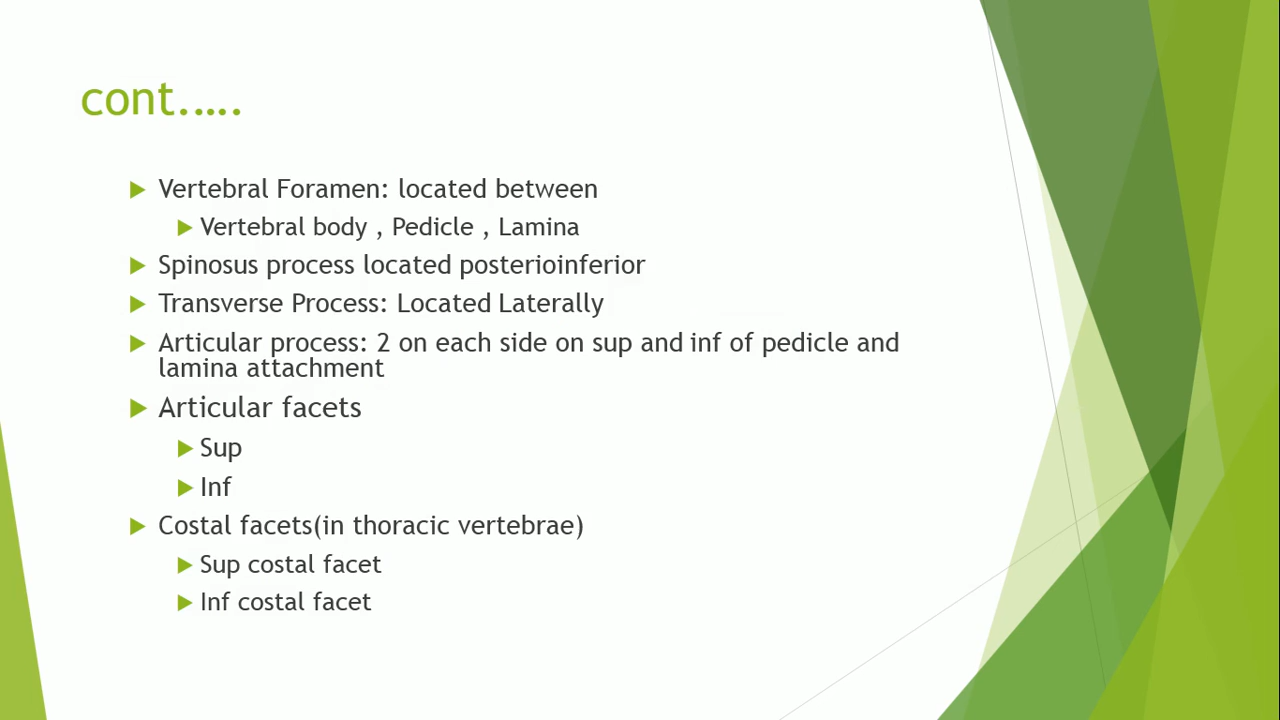 cont.....
Vertebral Foramen: located between
Vertebral body , Pedicle , Lamina
Spinosus process located posterioinferior
Transverse Process: Located Laterally
Articular process: 2 on each side on sup and inf of pedicle and
lamina attachment
Articular facets
Sup
Inf
Costal facets(in thoracic vertebrae)
Sup costal facet
Inf costal facet